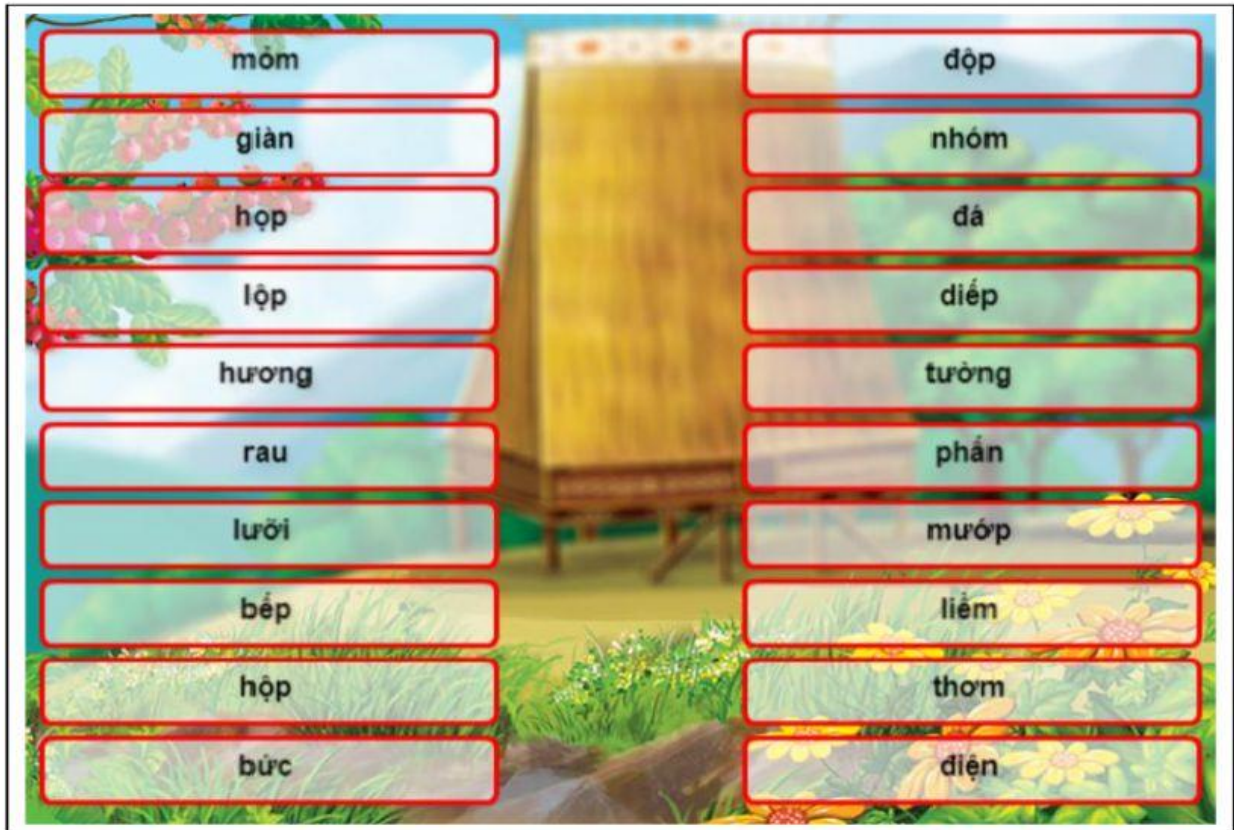 mỏm
độp
giàn
nhóm
họp
đá
lộp
diếp
hương
tường
rau
phấn
lưỡi
mướp
bếp
liềm
hộp
thơm
bức
điện